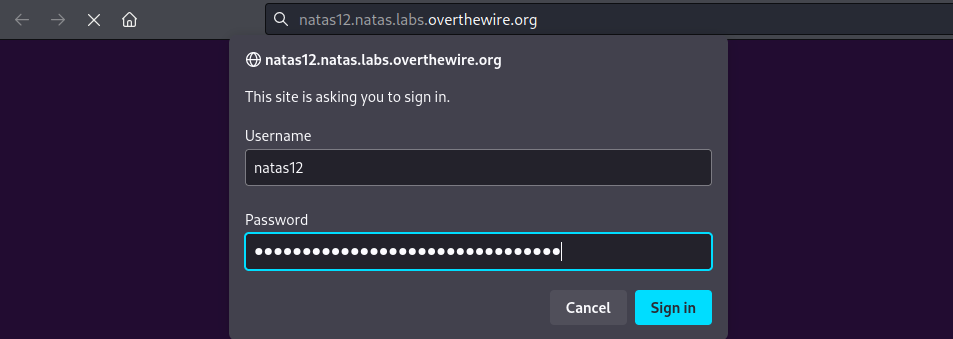 natas12.natas.labs.overthewire.org
natas12.natas.labs.overthewire.org
This site is asking you to sign in.
Username
natas12
Password
••••••••••••••••••••••••••••••••
Cancel Sign in